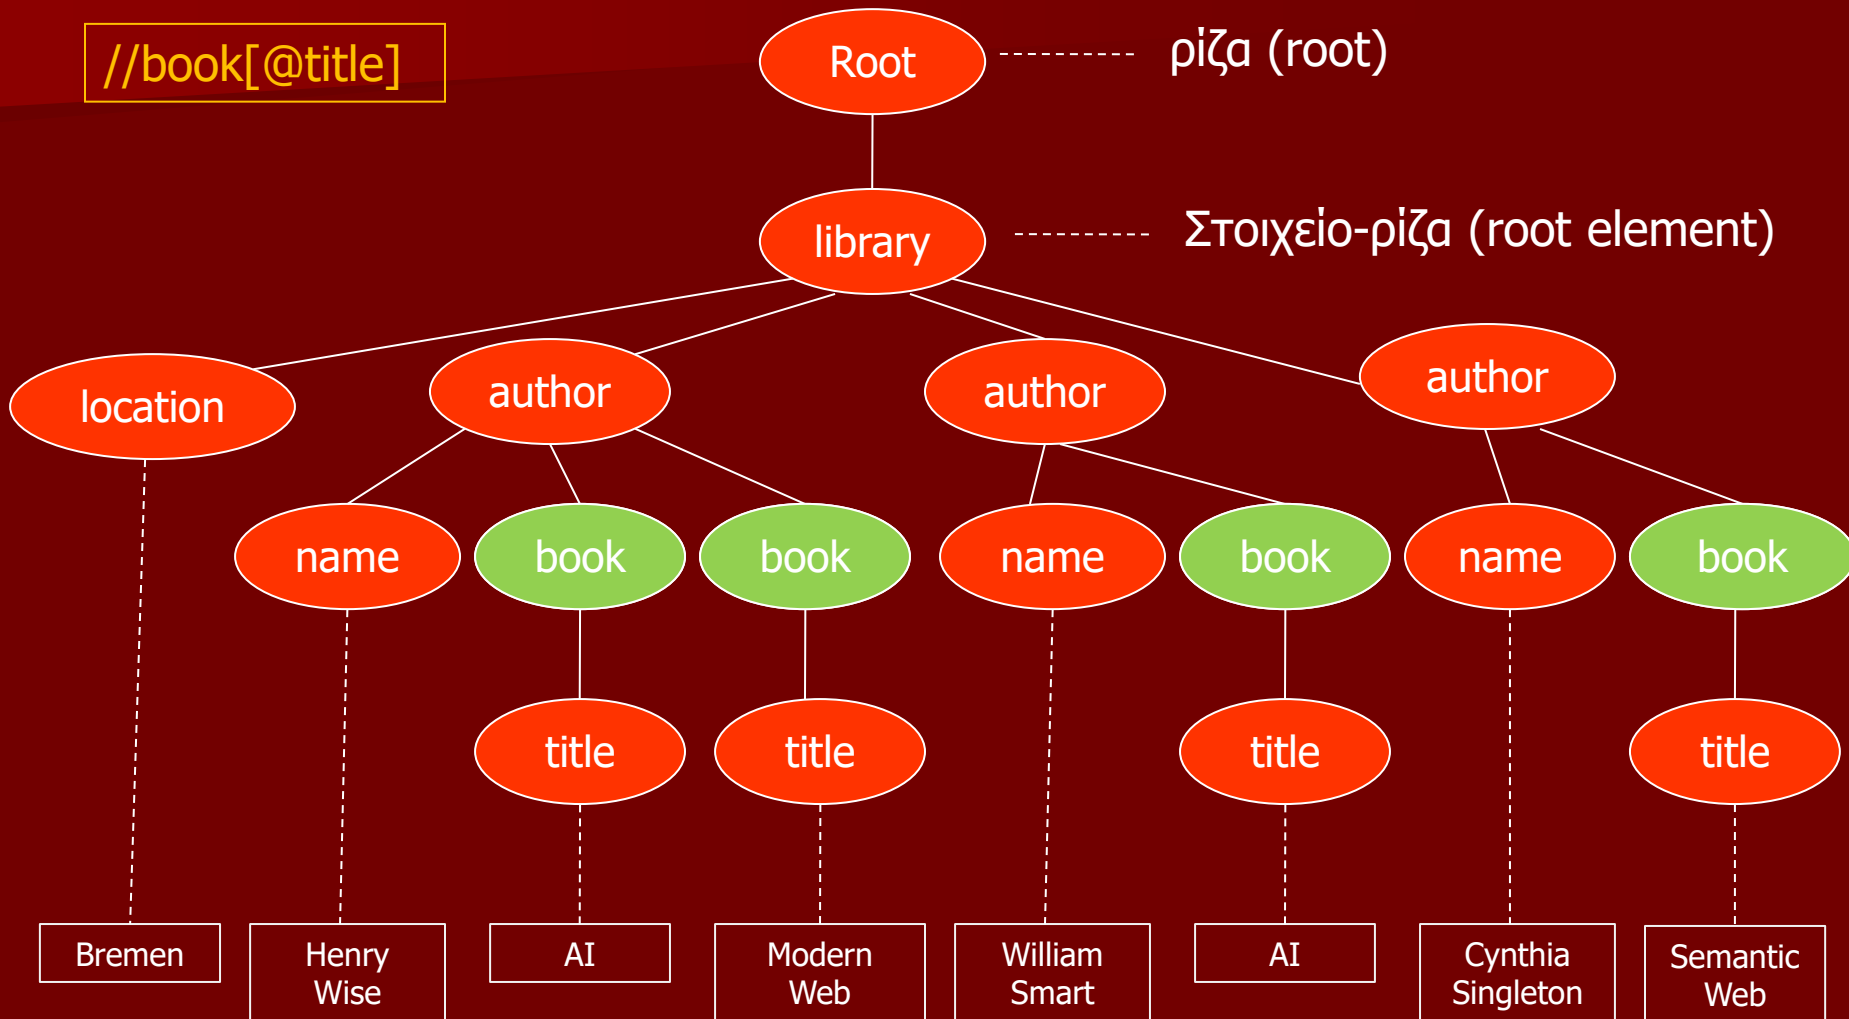 //book[@title]
Root
ρίζα (root)
library
Στοιχείο-ρίζα (root element)
location
author
author
author
name
book
book
name
book
name
book
title
title
title
title
Bremen
Henry
Wise
AI
Modern
Web
William
Smart
AI
Cynthia
Singleton
Semantic
Web